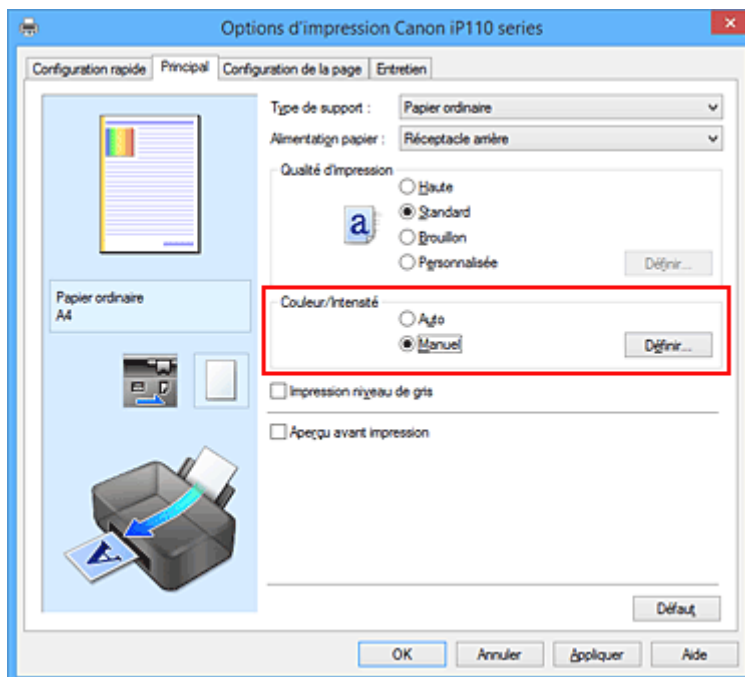 Options d'impression Canon iP110 series
Configuration rapide Principal Configuration de la page Entretien
Type de support : Papier ordinaire
Alimentation papier : Réceptacle arrière
Qualité d'impression
Haute
Standard
a
Brouillon
Personnalisée Définir...
Papier ordinaire
A4
Couleur/Intensité
Auto
Manuel Définir...
Impression niveau de gris
Aperçu avant impression
A
Défaut
OK Annuler Appliquer Aide